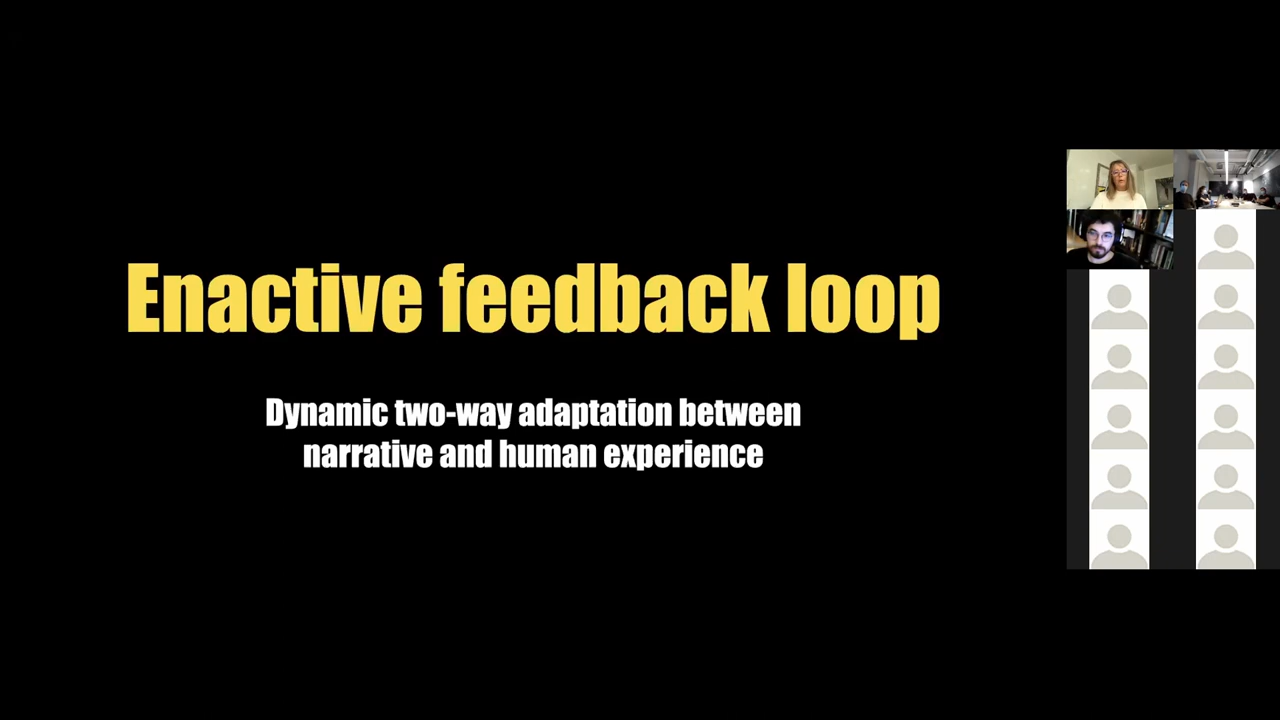 Enactive feedback loop
Dynamic two-way adaptation between
narrative and human experience